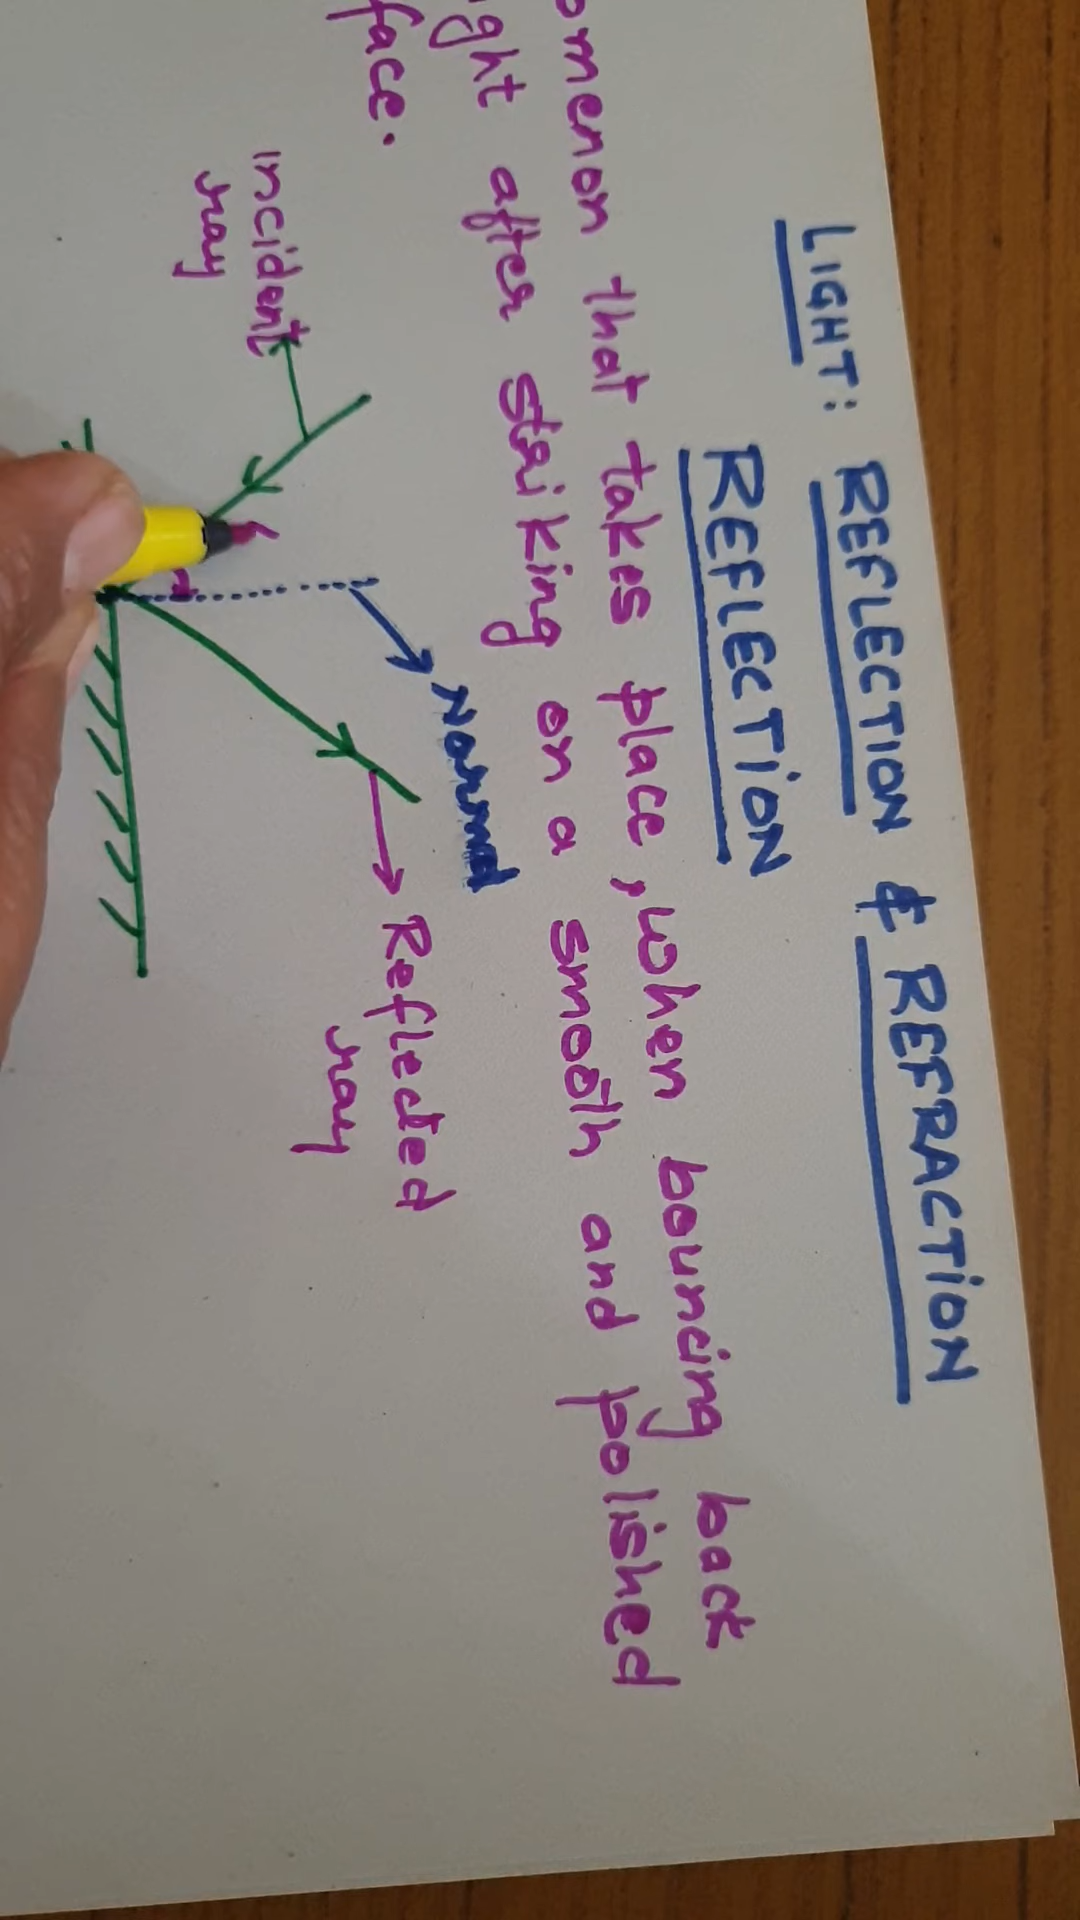 LIGHT: REFLECTION & REFRACTION
REFLECTION
omenon that takes place, when bouncing back
ght after striking on a smooth and polished
face.
incident
ray
Normal
Reflected
ray